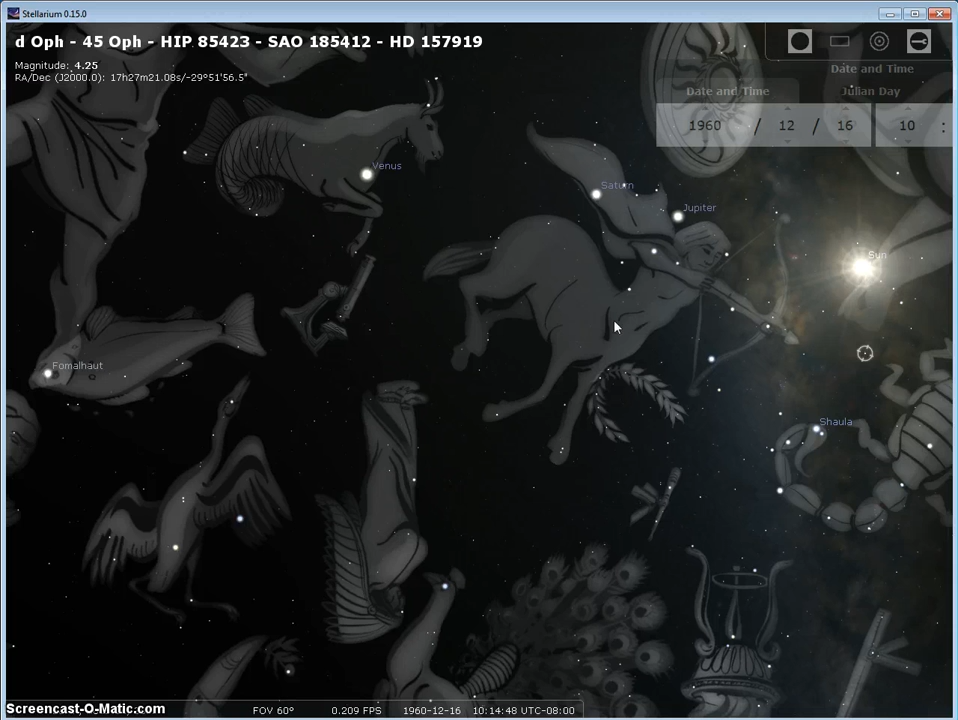 Stellarium 0.15.0
d Oph - 45 Oph - HIP 85423 - SAO 185412 - HD 157919
Magnitude: 4.25
RA/Dec (J2000.0): 17h27m21.08s/-29°51'56.5"
Date and Time
Date and Time Julian Day
1960 / 12 / 16 10 :
Venus
Saturn
Jupiter
Sun
Fomalhaut
Shaula
Screencast-O-Matic.com
FOV 60° 0.209 FPS 1960-12-16 10:14:48 UTC-08:00